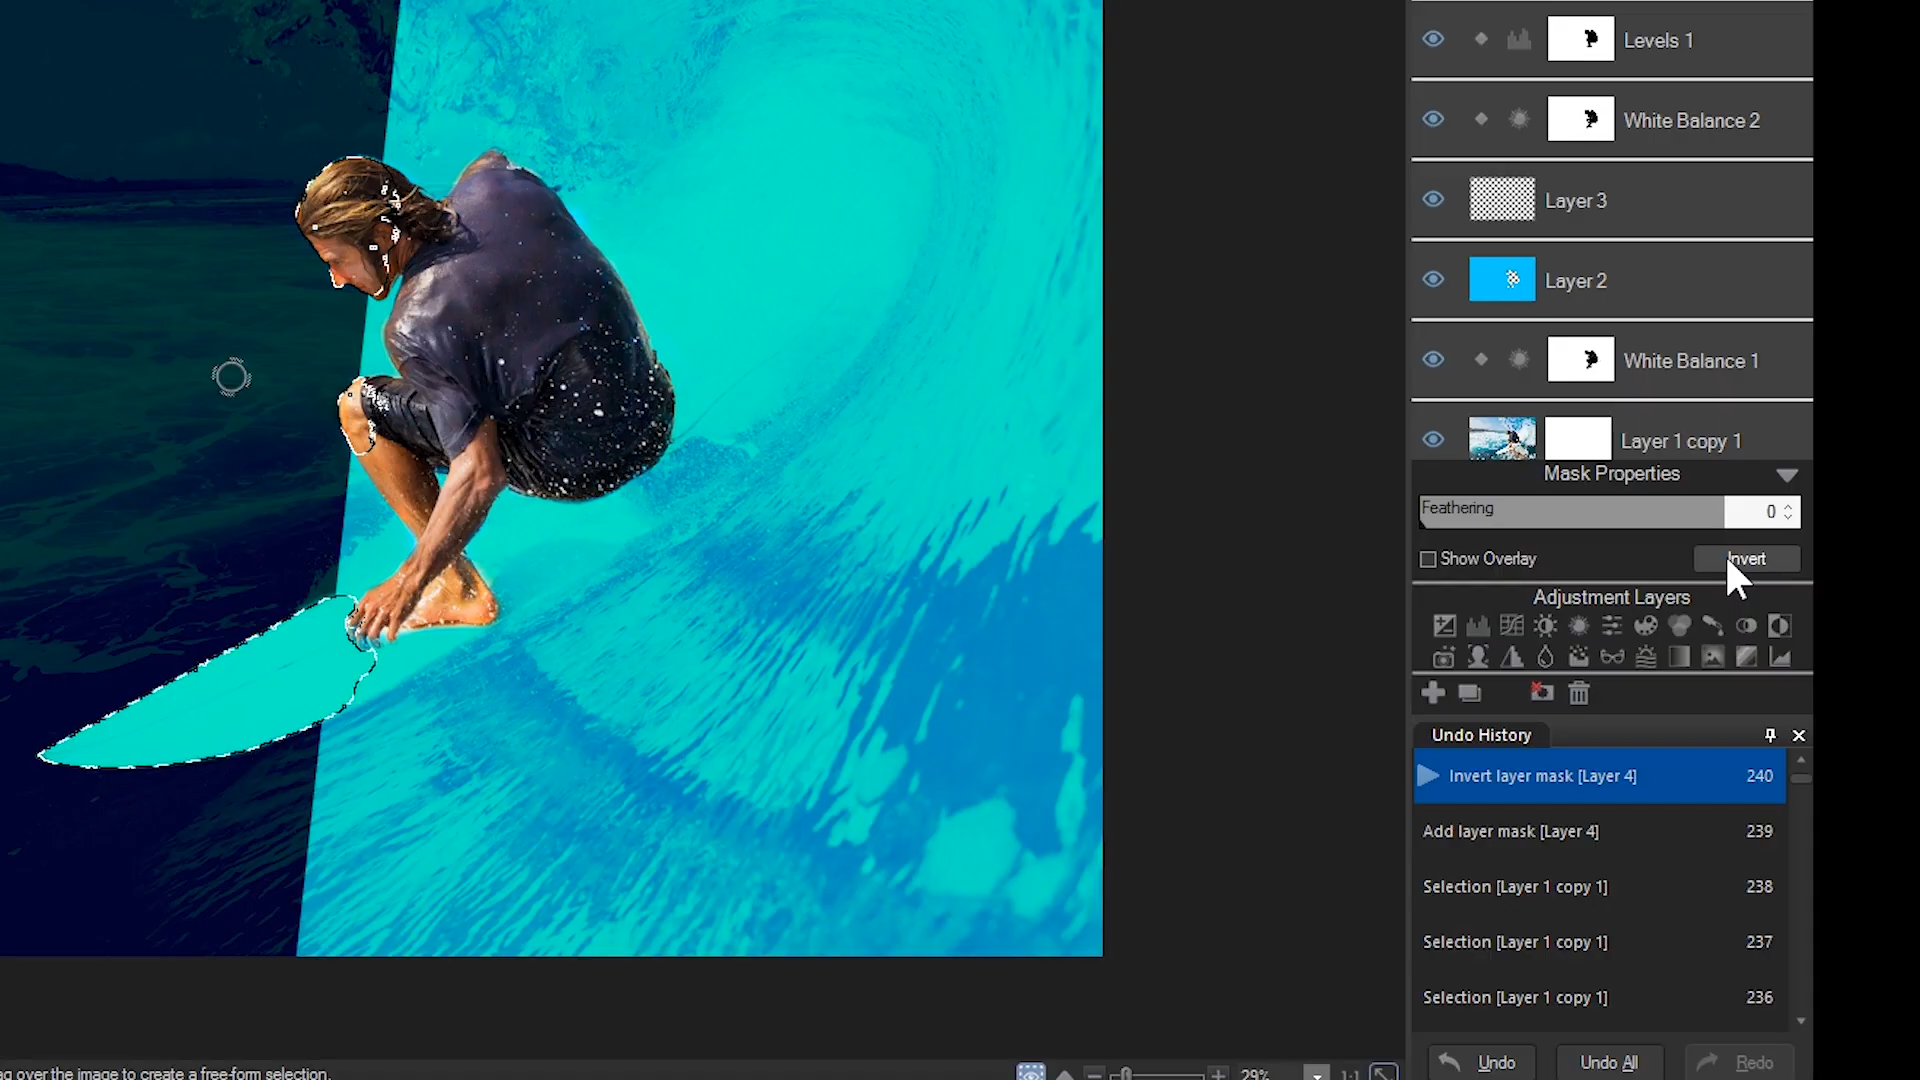 Levels 1
White Balance 2
Layer 3
Layer 2
White Balance 1
Layer 1 copy 1
Mask Properties
Feathering 0
Show Overlay Invert
Adjustment Layers
Undo History
Invert layer mask [Layer 4] 240
Add layer mask [Layer 4] 239
Selection [Layer 1 copy 1] 238
Selection [Layer 1 copy 1] 237
Selection [Layer 1 copy 1] 236
Undo Undo All Redo
ag over the image to create a free-form selection. 29% 1:1